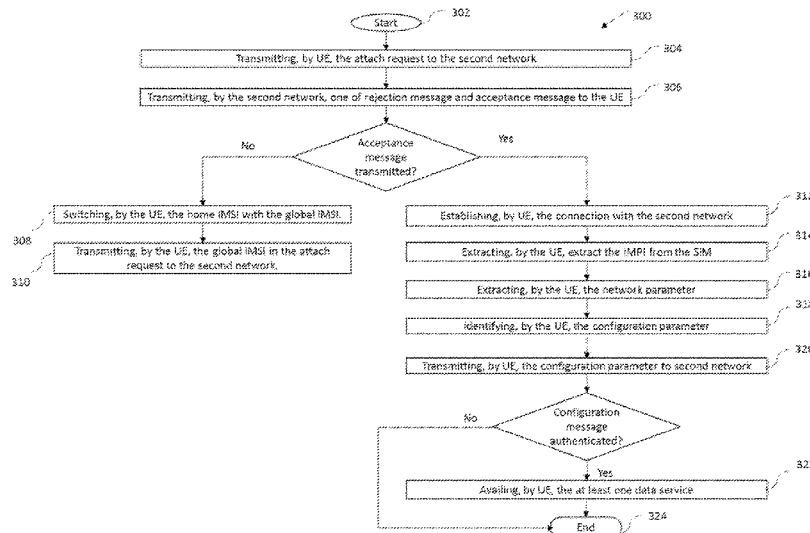 302
300
Start
Transmitting, by UE, the attach request to the second network
304
Transmitting, by the second network, one of rejection message and acceptance message to the UE
306
Acceptance
message
transmitted?
No
Yes
Switching, by the UE, the home IMSI with the global IMSI.
308
Transmitting, by the UE, the global IMSI in the attach
request to the second network.
310
Establishing, by UE, the connection with the second network
Extracting, by the UE, extract the IMPI from the SIM
Extracting, by the UE, the network parameter
Identifying, by the UE, the configuration parameter
Transmitting, by UE, the configuration parameter to second network
Configuration
message
authenticated?
No
Yes
Availing, by UE, the at least one data service
End
324